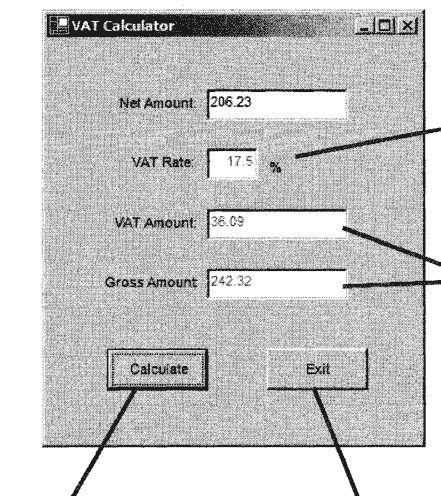 VAT Calculator
Net Amount: 206.23
VAT Rate: 17.5 %
VAT Amount: 36.09
Gross Amount 242.32
Calculate Exit